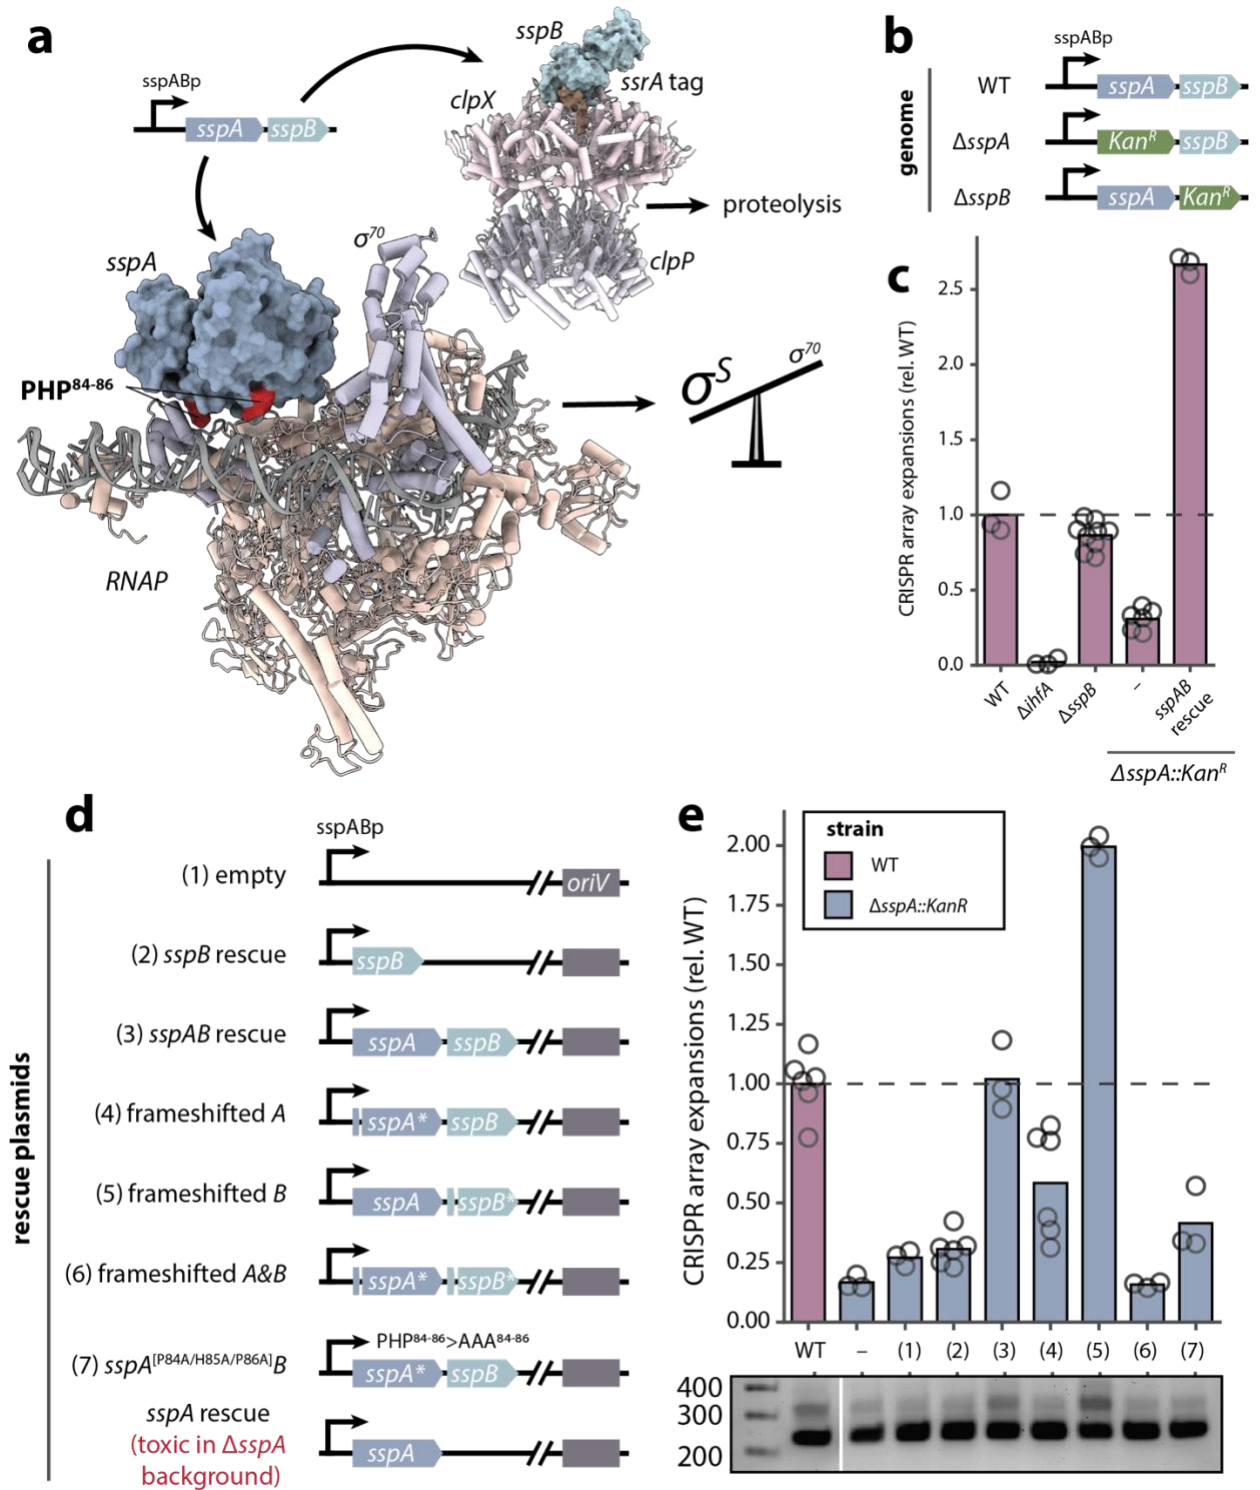 a
sspABp
sspA sspB
sspB
ssrA tag
clpX
clpP
proteolysis
sspA
σ⁷⁰
PHP⁸⁴⁻⁸⁶
RNAP
σˢ σ⁷⁰
b
sspABp
genome
WT sspA sspB
ΔsspA Kanᴿ sspB
ΔsspB sspA Kanᴿ
c
CRISPR array expansions (rel. WT)
2.5
2.0
1.5
1.0
0.5
0.0
WT ΔihfA ΔsspB – sspAB rescue
ΔsspA::Kanᴿ
d
rescue plasmids
sspABp
(1) empty oriV
(2) sspB rescue sspB
(3) sspAB rescue sspA sspB
(4) frameshifted A sspA* sspB
(5) frameshifted B sspA sspB*
(6) frameshifted A&B sspA* sspB*
PHP⁸⁴⁻⁸⁶>AAA⁸⁴⁻⁸⁶
(7) sspA[P84A/H85A/P86A]B sspA* sspB
sspA rescue
(toxic in ΔsspA
background)
sspA
e
strain
WT
ΔsspA::KanR
CRISPR array expansions (rel. WT)
2.00
1.75
1.50
1.25
1.00
0.75
0.50
0.25
0.00
WT – (1) (2) (3) (4) (5) (6) (7)
400
300
200